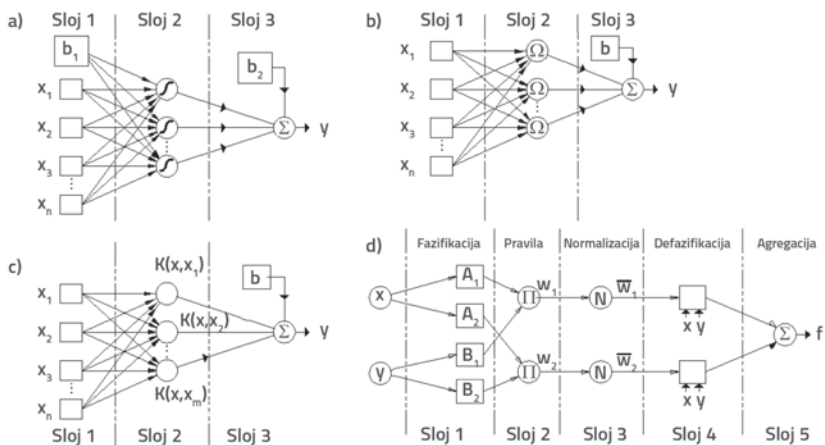 a)
Sloj 1 Sloj 2 Sloj 3
b₁
b₂
x₁
x₂
x₃
xₙ
Σ
y
b)
Sloj 1 Sloj 2 Sloj 3
b
x₁
x₂
x₃
xₙ
Ω
Ω
Ω
Σ
y
c)
K(x,x₁)
K(x,x₂)
K(x,xₘ)
b
x₁
x₂
x₃
xₙ
Σ
y
Sloj 1 Sloj 2 Sloj 3
d)
Fazifikacija Pravila Normalizacija Defazifikacija Agregacija
x
y
A₁
A₂
B₁
B₂
Π w₁ N w̅₁
Π w₂ N w̅₂
x y
x y
Σ f
Sloj 1 Sloj 2 Sloj 3 Sloj 4 Sloj 5